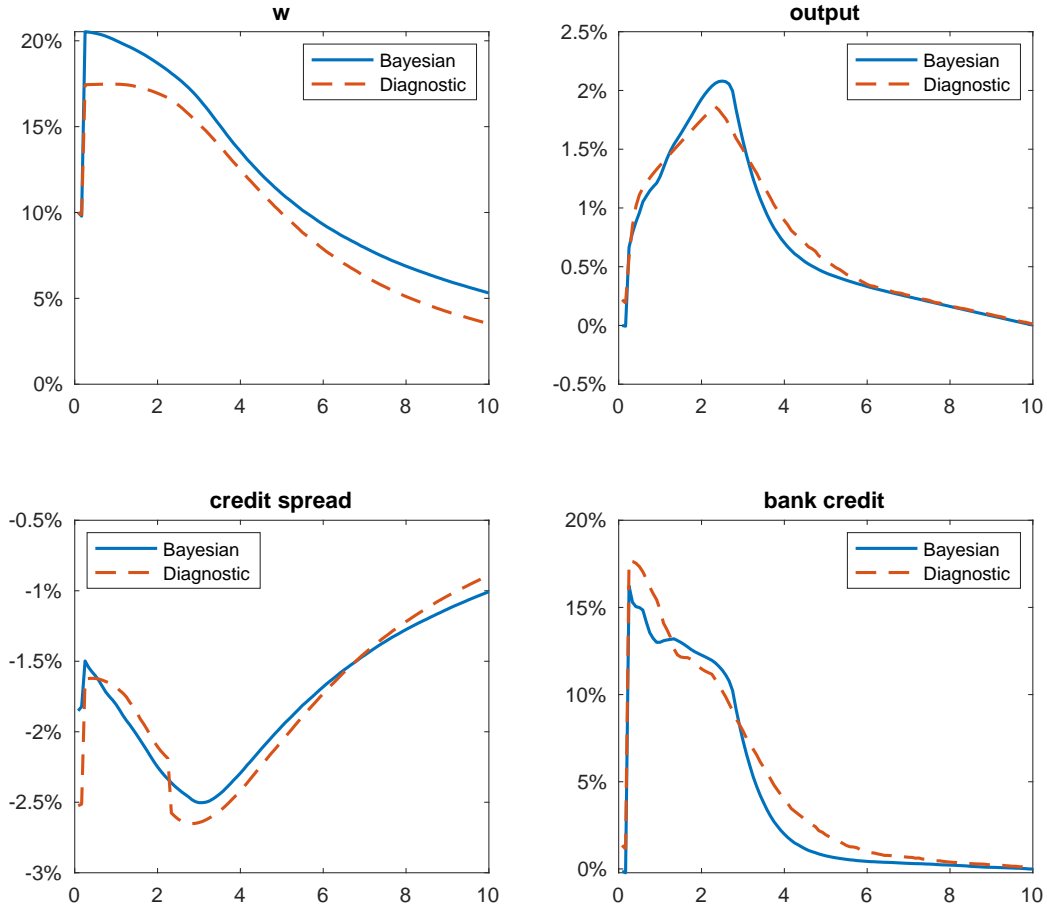 w
20%
15%
10%
5%
0%
0 2 4 6 8 10
Bayesian
Diagnostic
output
2.5%
2%
1.5%
1%
0.5%
0%
-0.5%
0 2 4 6 8 10
Bayesian
Diagnostic
credit spread
-0.5%
-1%
-1.5%
-2%
-2.5%
-3%
0 2 4 6 8 10
Bayesian
Diagnostic
bank credit
20%
15%
10%
5%
0%
0 2 4 6 8 10
Bayesian
Diagnostic